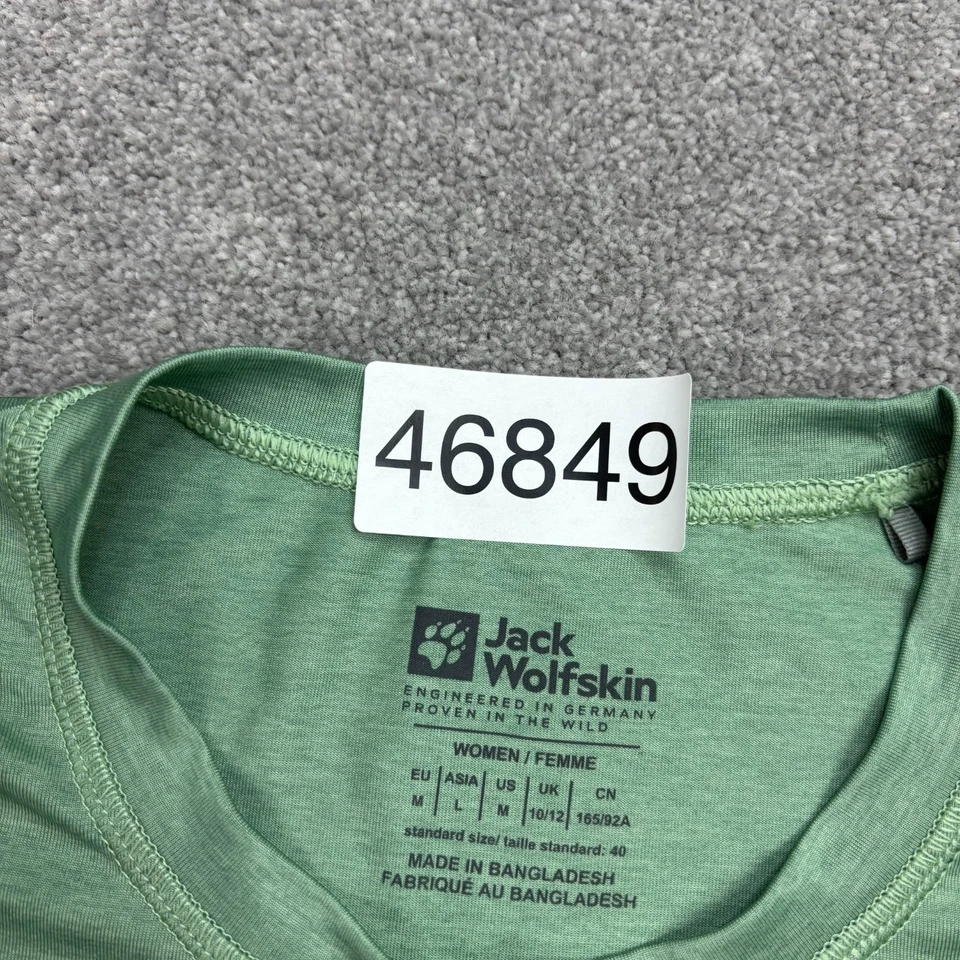 46849
Jack
Wolfskin
ENGINEERED IN GERMANY
PROVEN IN THE WILD
WOMEN / FEMME
EU | ASIA | US | UK | CN
M | L | M | 10/12 | 165/92A
standard size/ taille standard: 40
MADE IN BANGLADESH
FABRIQUÉ AU BANGLADESH